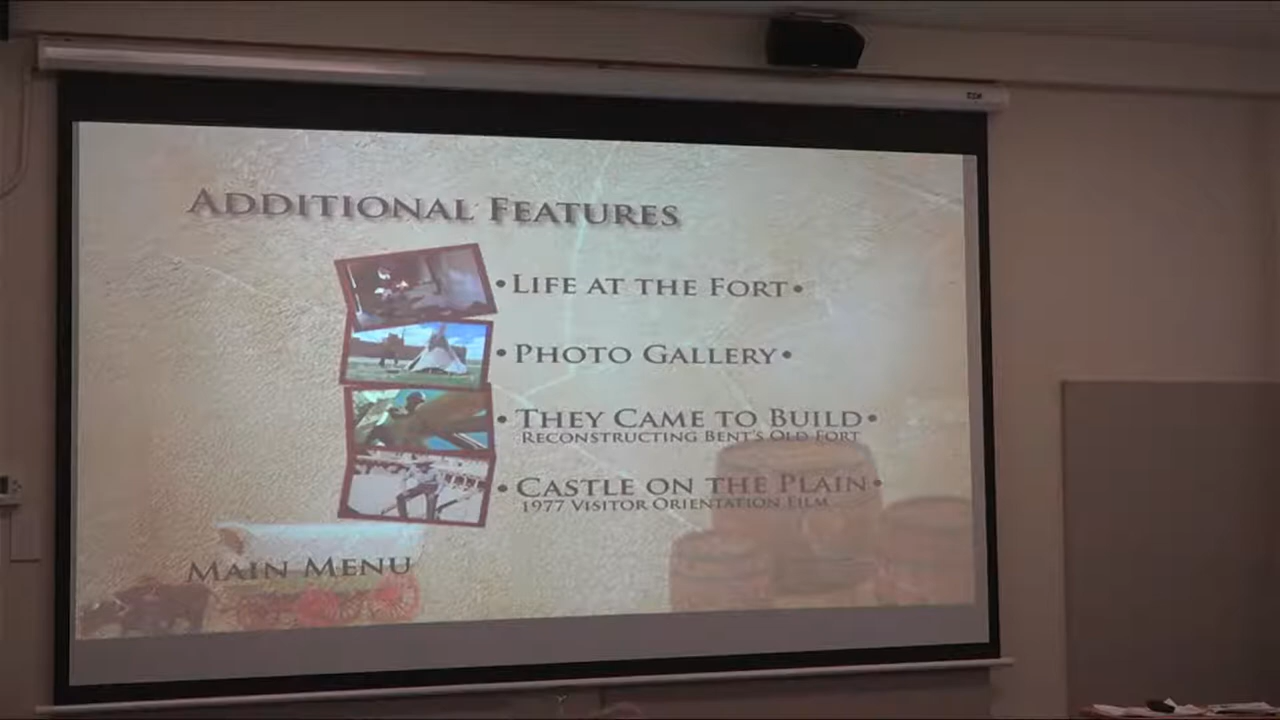 Additional Features
•Life at the Fort•
•Photo Gallery•
•They Came to Build•
Reconstructing Bent's Old Fort
•Castle on the Plain•
1977 Visitor Orientation Film
Main Menu